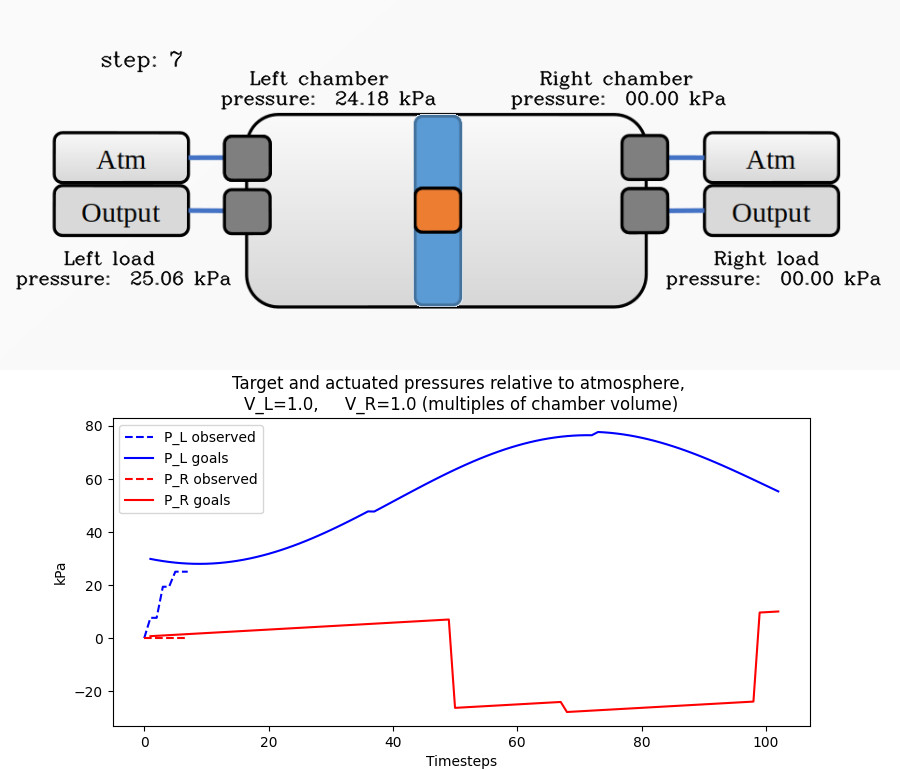 step: 7
Left chamber
pressure: 24.18 kPa
Right chamber
pressure: 00.00 kPa
Atm
Output
Atm
Output
Left load
pressure: 25.06 kPa
Right load
pressure: 00.00 kPa
Target and actuated pressures relative to atmosphere,
V_L=1.0, V_R=1.0 (multiples of chamber volume)
P_L observed
P_L goals
P_R observed
P_R goals
kPa
80
60
40
20
0
−20
0 20 40 60 80 100
Timesteps